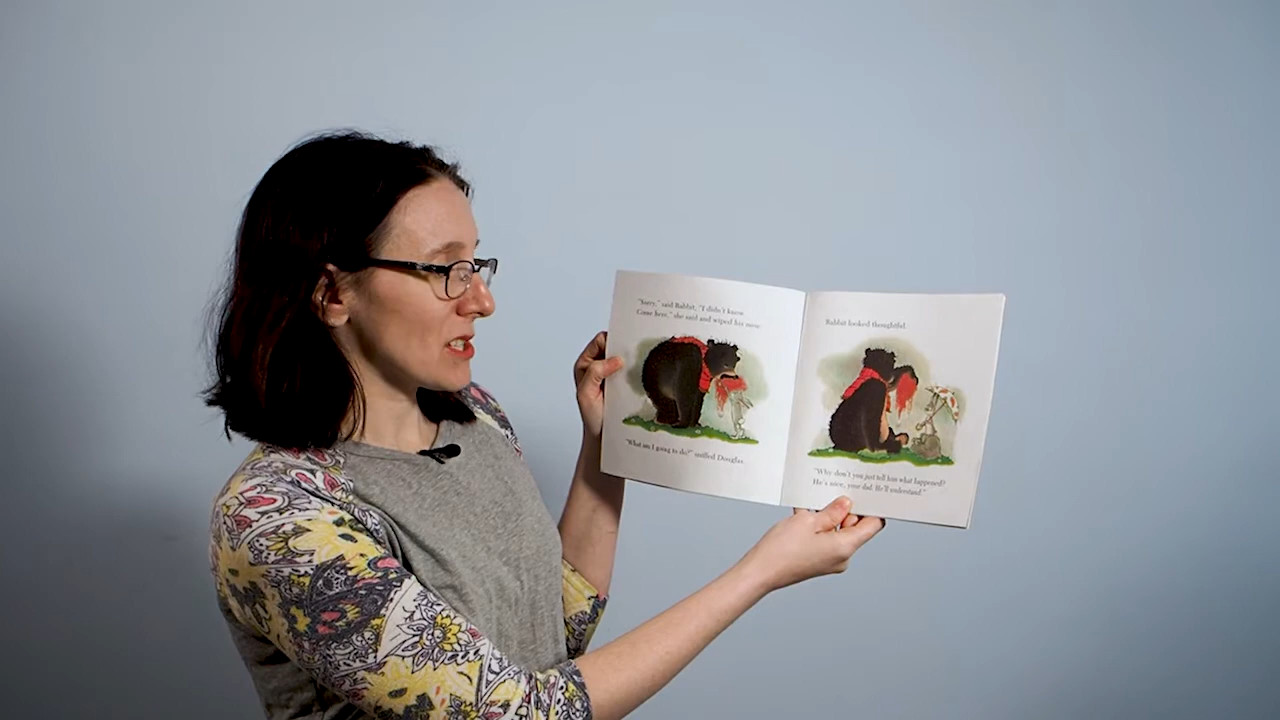 "Sorry," said Rabbit, "I didn't know.
Come here," she said and wiped his nose.
"What am I going to do?" sniffed Douglas.
Rabbit looked thoughtful.
"Why don't you just tell him what happened?
He's nice, your dad. He'll understand."